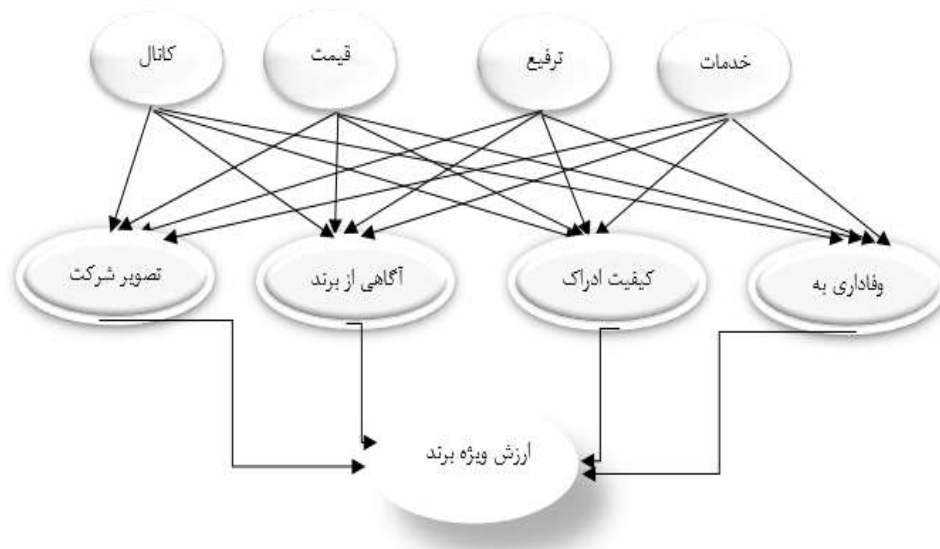 خدمات
ترفیع
قیمت
کانال
وفاداری به
کیفیت ادراک
آگاهی از برند
تصویر شرکت
ارزش ویژه برند